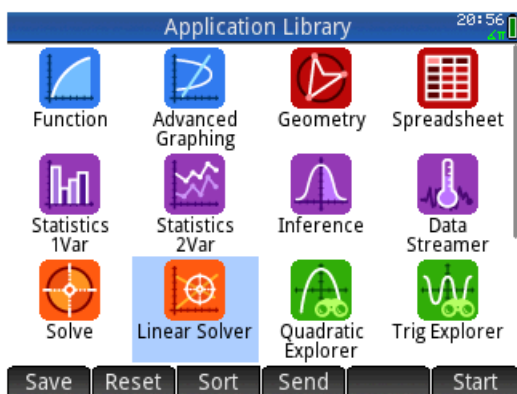 Application Library
20:56
∡π
Function
Advanced
Graphing
Geometry
Spreadsheet
Statistics
1Var
Statistics
2Var
Inference
Data
Streamer
Solve
Linear Solver
Quadratic
Explorer
Trig Explorer
Save Reset Sort Send Start